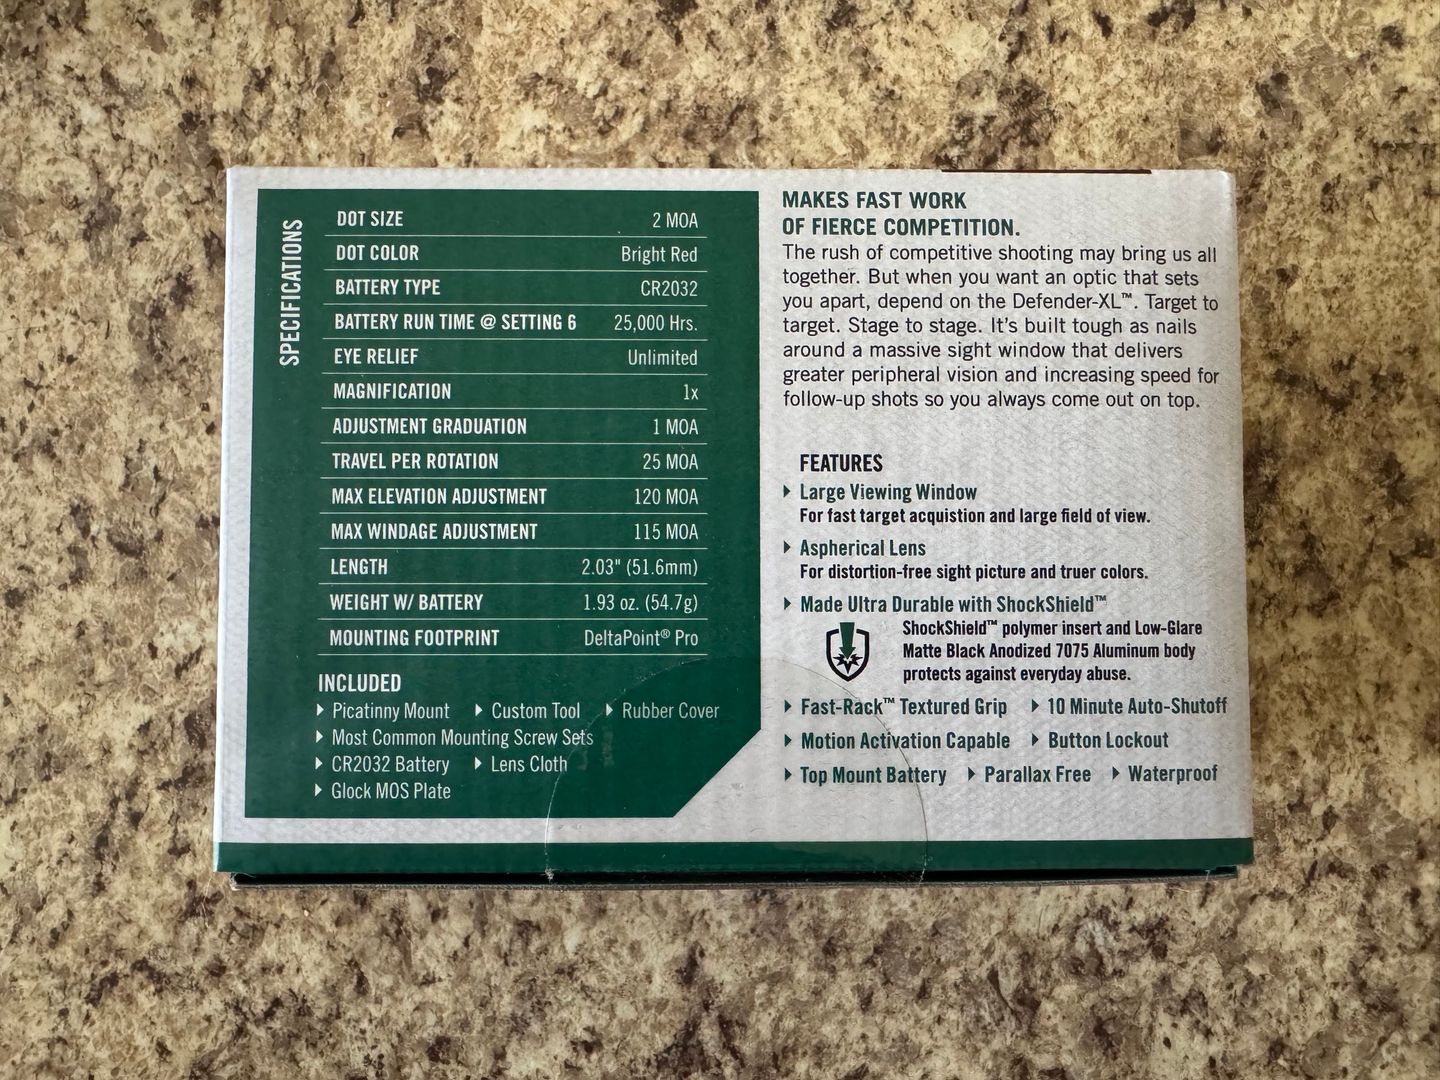 SPECIFICATIONS
DOT SIZE 2 MOA
DOT COLOR Bright Red
BATTERY TYPE CR2032
BATTERY RUN TIME @ SETTING 6 25,000 Hrs.
EYE RELIEF Unlimited
MAGNIFICATION 1x
ADJUSTMENT GRADUATION 1 MOA
TRAVEL PER ROTATION 25 MOA
MAX ELEVATION ADJUSTMENT 120 MOA
MAX WINDAGE ADJUSTMENT 115 MOA
LENGTH 2.03" (51.6mm)
WEIGHT W/ BATTERY 1.93 oz. (54.7g)
MOUNTING FOOTPRINT DeltaPoint® Pro
INCLUDED
Picatinny Mount Custom Tool Rubber Cover
Most Common Mounting Screw Sets
CR2032 Battery Lens Cloth
Glock MOS Plate
MAKES FAST WORK
OF FIERCE COMPETITION.
The rush of competitive shooting may bring us all
together. But when you want an optic that sets
you apart, depend on the Defender-XL™. Target to
target. Stage to stage. It's built tough as nails
around a massive sight window that delivers
greater peripheral vision and increasing speed for
follow-up shots so you always come out on top.
FEATURES
Large Viewing Window
For fast target acquistion and large field of view.
Aspherical Lens
For distortion-free sight picture and truer colors.
Made Ultra Durable with ShockShield™
ShockShield™ polymer insert and Low-Glare
Matte Black Anodized 7075 Aluminum body
protects against everyday abuse.
Fast-Rack™ Textured Grip 10 Minute Auto-Shutoff
Motion Activation Capable Button Lockout
Top Mount Battery Parallax Free Waterproof